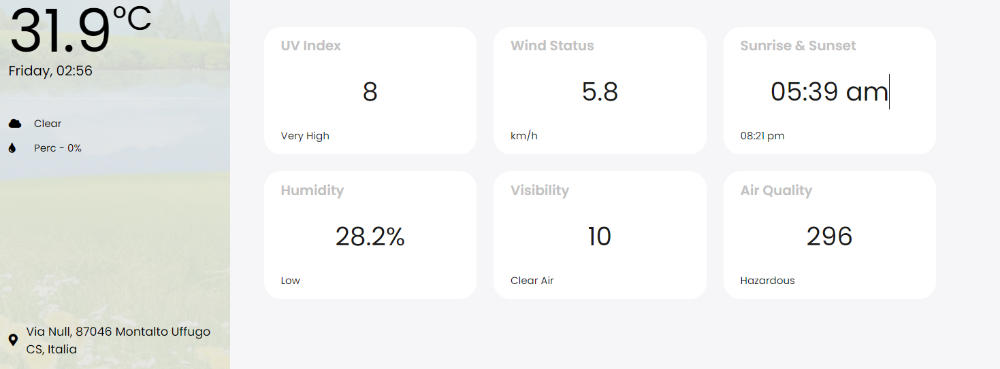 31.9°C
Friday, 02:56
Clear
Perc - 0%
Via Null, 87046 Montalto Uffugo
CS, Italia
UV Index
8
Very High
Wind Status
5.8
km/h
Sunrise & Sunset
05:39 am
08:21 pm
Humidity
28.2%
Low
Visibility
10
Clear Air
Air Quality
296
Hazardous